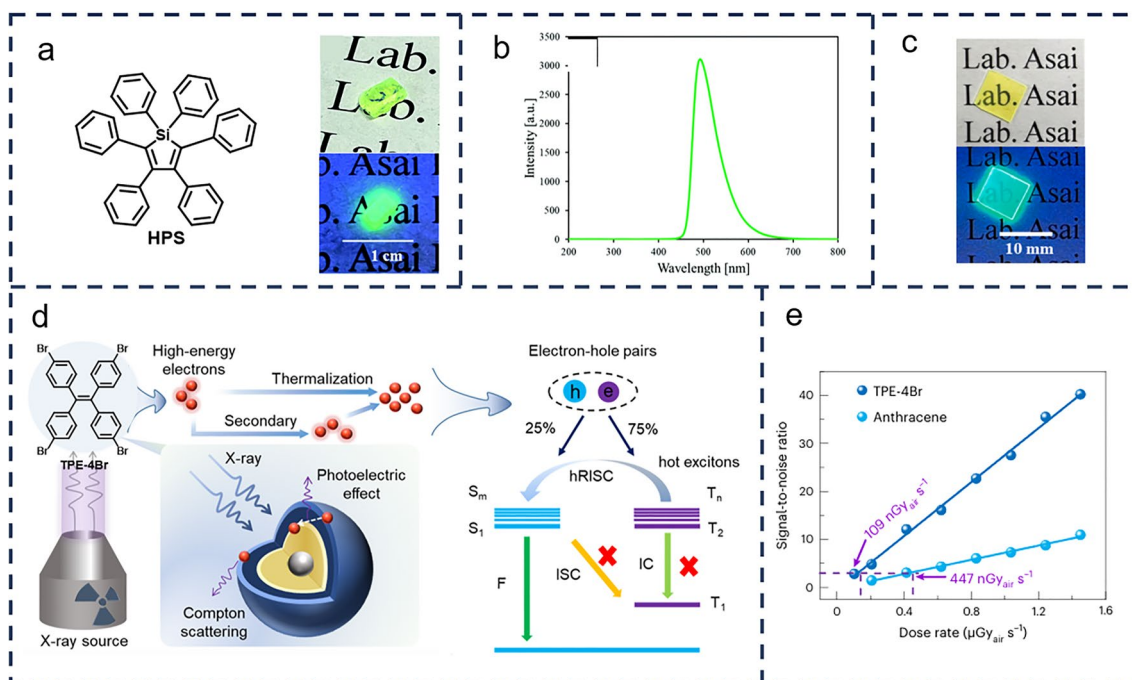 a
Si
HPS
Lab.
Lab.
Lab.
b. Asai
b. Asai
1 cm
b. Asai
b
3500
3000
2500
2000
1500
1000
500
0
Intensity [a.u.]
200 300 400 500 600 700 800
Wavelength [nm]
c
Lab. Asai
Lab. Asai
Lab. Asai
Lab. Asai
Lab. Asai
10 mm
d
Br Br
Br Br
TPE-4Br
X-ray source
High-energy
electrons
Thermalization
Secondary
X-ray
Photoelectric
effect
Compton
scattering
Electron-hole pairs
h e
25% 75%
hRISC
hot excitons
Sm Tn
S1 T2
F ISC IC
T1
e
TPE-4Br
Anthracene
40
30
20
10
0
Signal-to-noise ratio
109 nGyair s⁻¹
447 nGyair s⁻¹
0 0.4 0.8 1.2 1.6
Dose rate (μGyair s⁻¹)